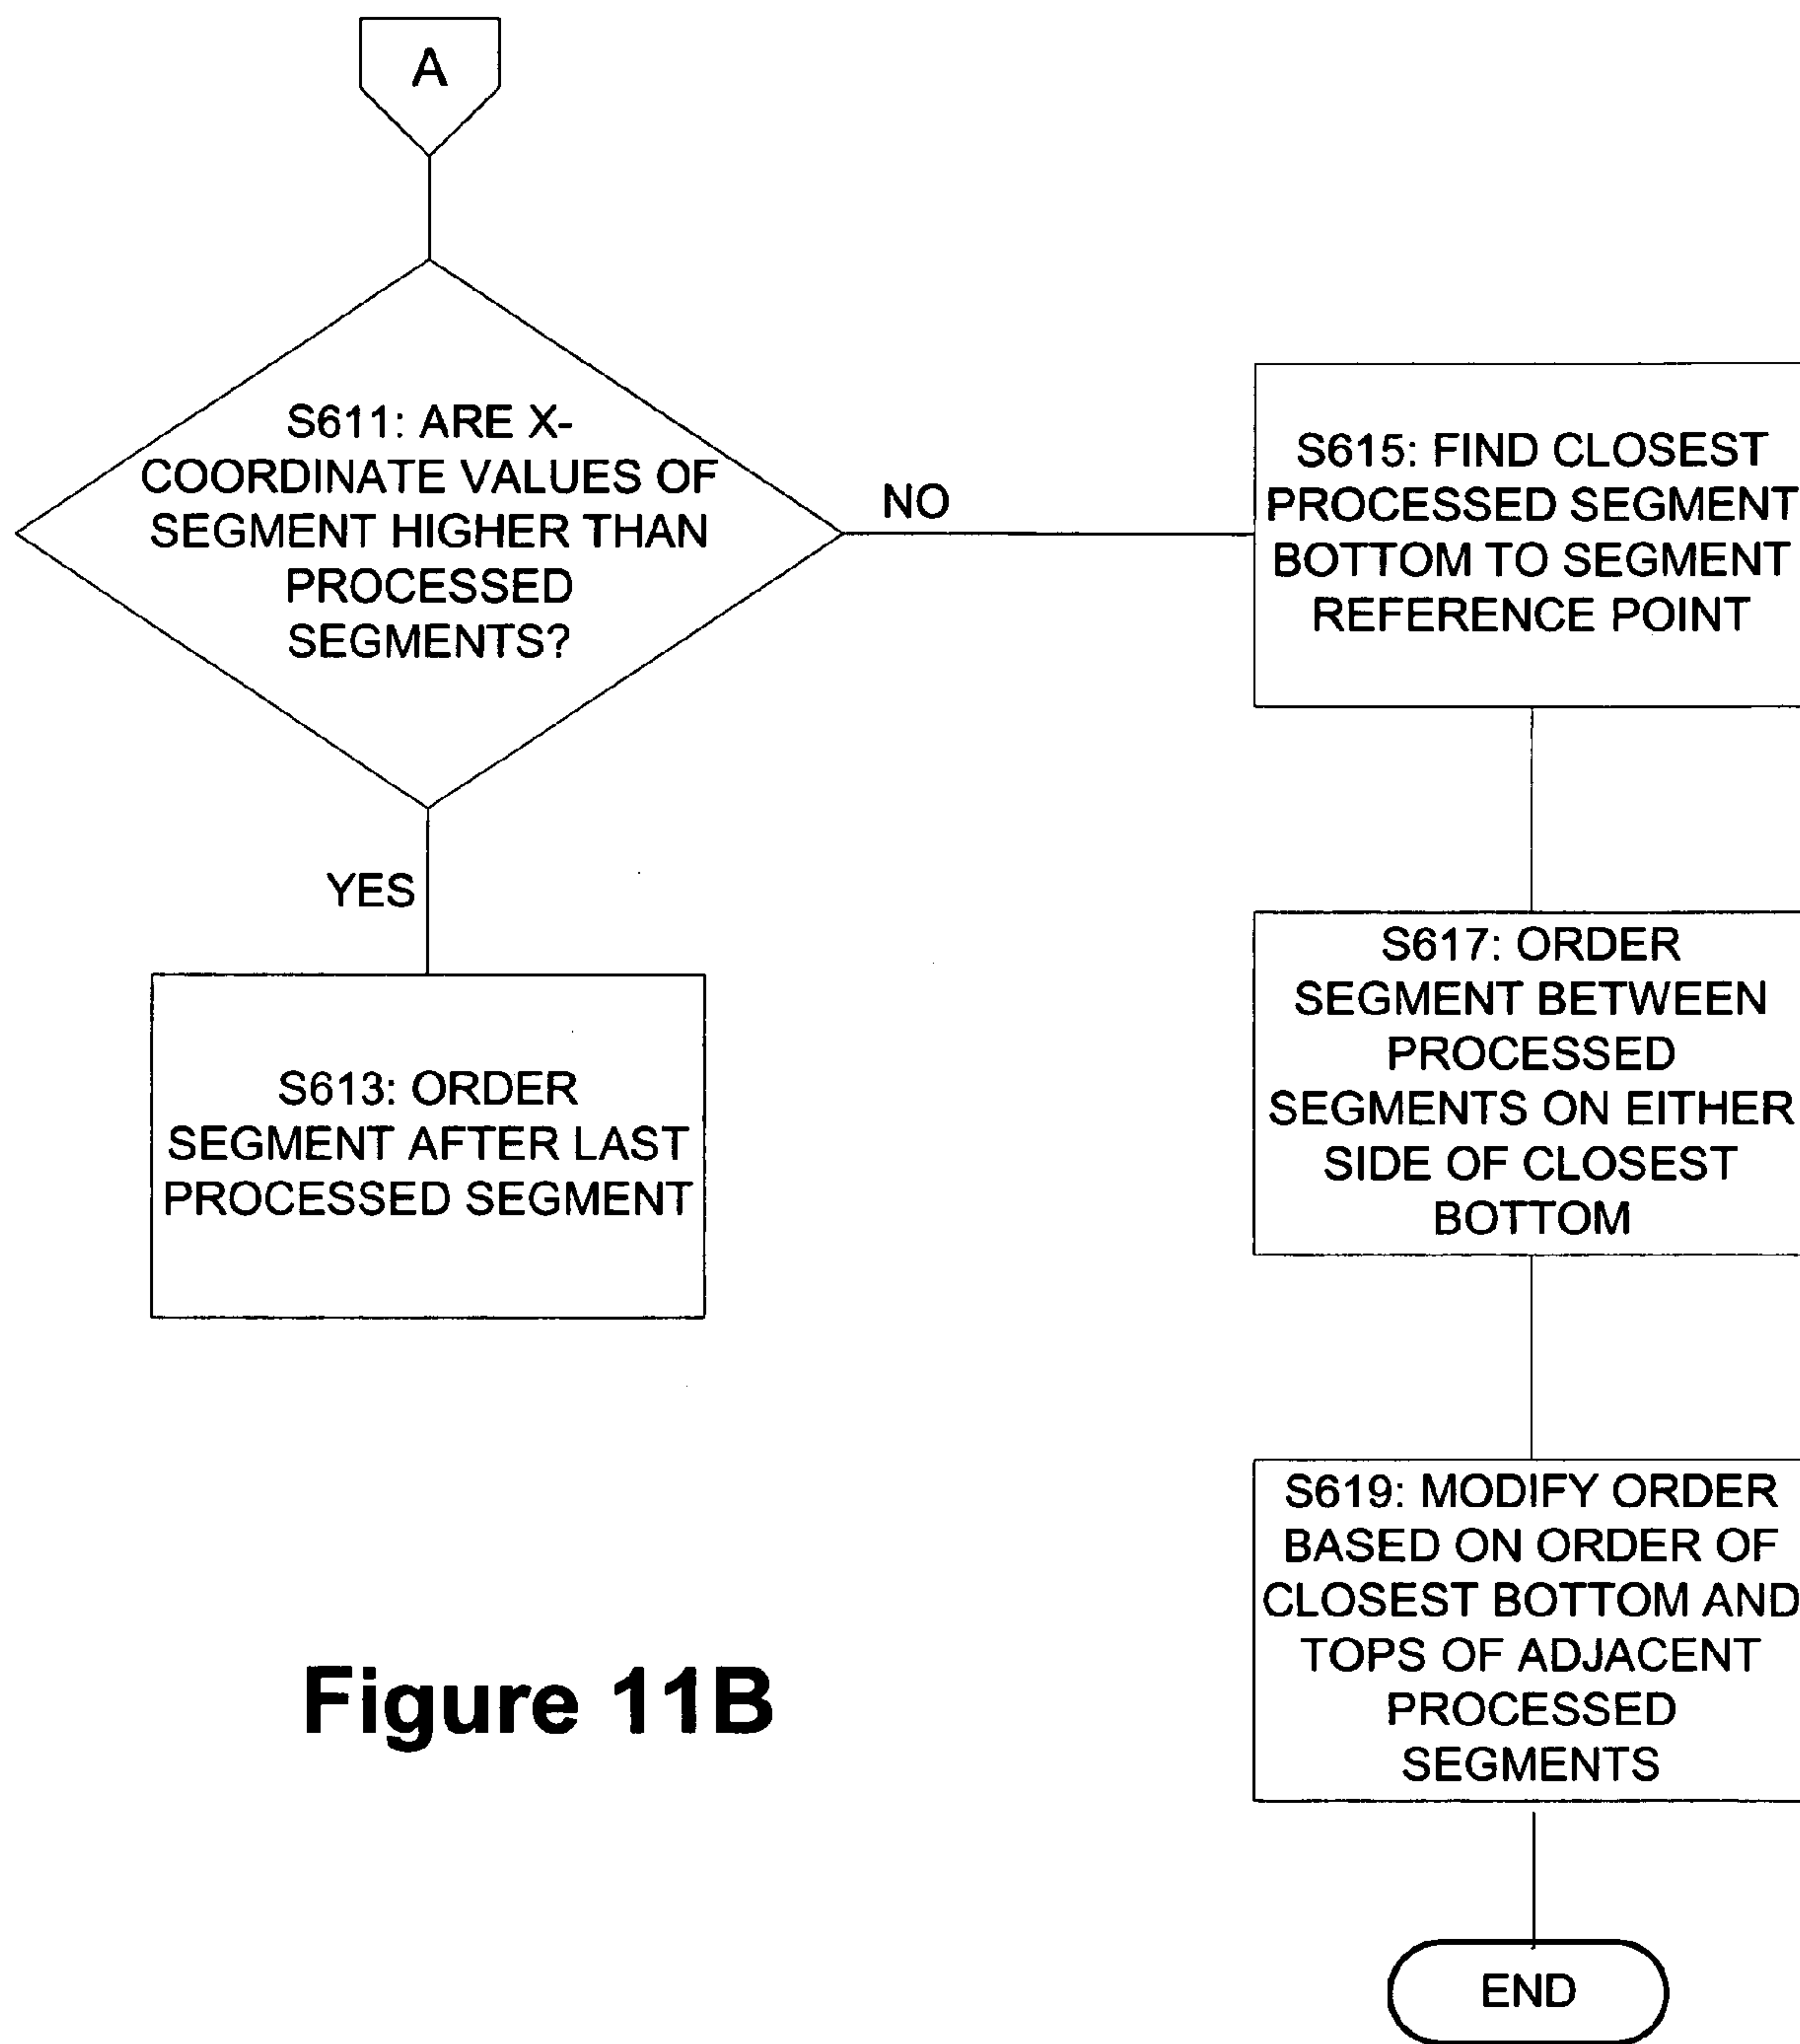 A
S611: ARE X-
COORDINATE VALUES OF
SEGMENT HIGHER THAN
PROCESSED
SEGMENTS?
NO
YES
S613: ORDER
SEGMENT AFTER LAST
PROCESSED SEGMENT
S615: FIND CLOSEST
PROCESSED SEGMENT
BOTTOM TO SEGMENT
REFERENCE POINT
S617: ORDER
SEGMENT BETWEEN
PROCESSED
SEGMENTS ON EITHER
SIDE OF CLOSEST
BOTTOM
S619: MODIFY ORDER
BASED ON ORDER OF
CLOSEST BOTTOM AND
TOPS OF ADJACENT
PROCESSED
SEGMENTS
END
Figure 11B